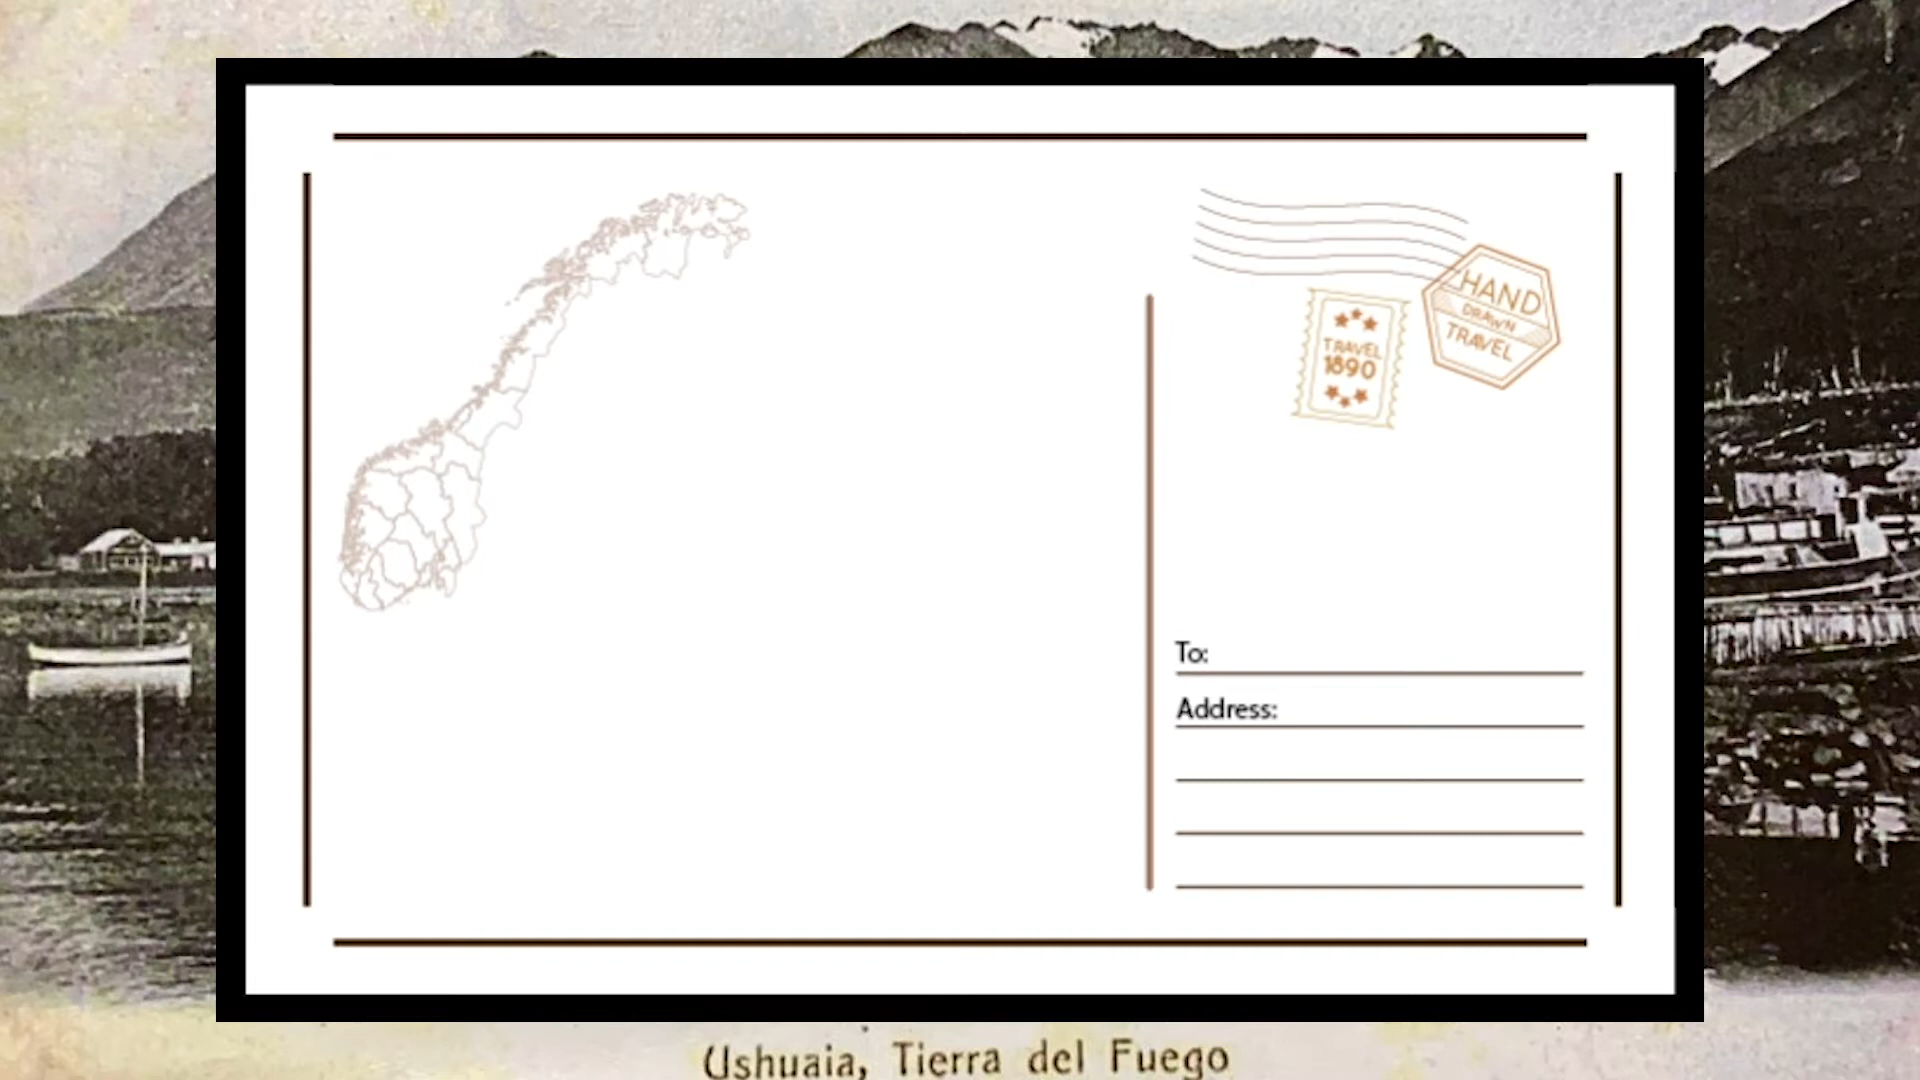 HAND
DRAWN
TRAVEL
TRAVEL
1890
To:
Address:
Ushuaia, Tierra del Fuego